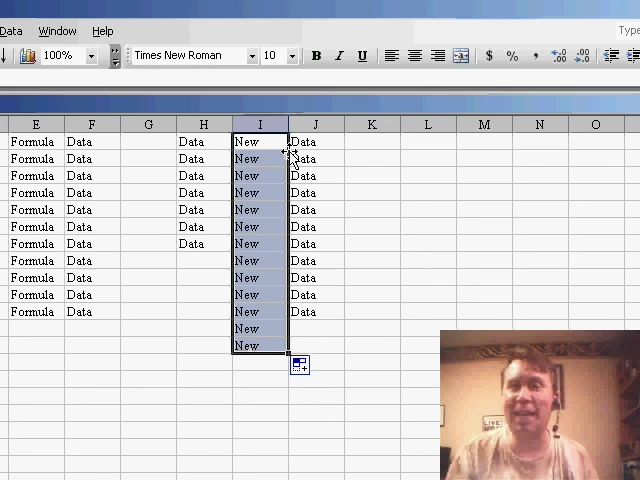 Data Window Help Type
100% Times New Roman 10 B I U $ % ,
E F G H I J K L M N O
Formula Data Data New Data
Formula Data Data New Data
Formula Data Data New Data
Formula Data Data New Data
Formula Data Data New Data
Formula Data Data New Data
Formula Data Data New Data
Formula Data New Data
Formula Data New Data
Formula Data New Data
Formula Data New Data
New
New